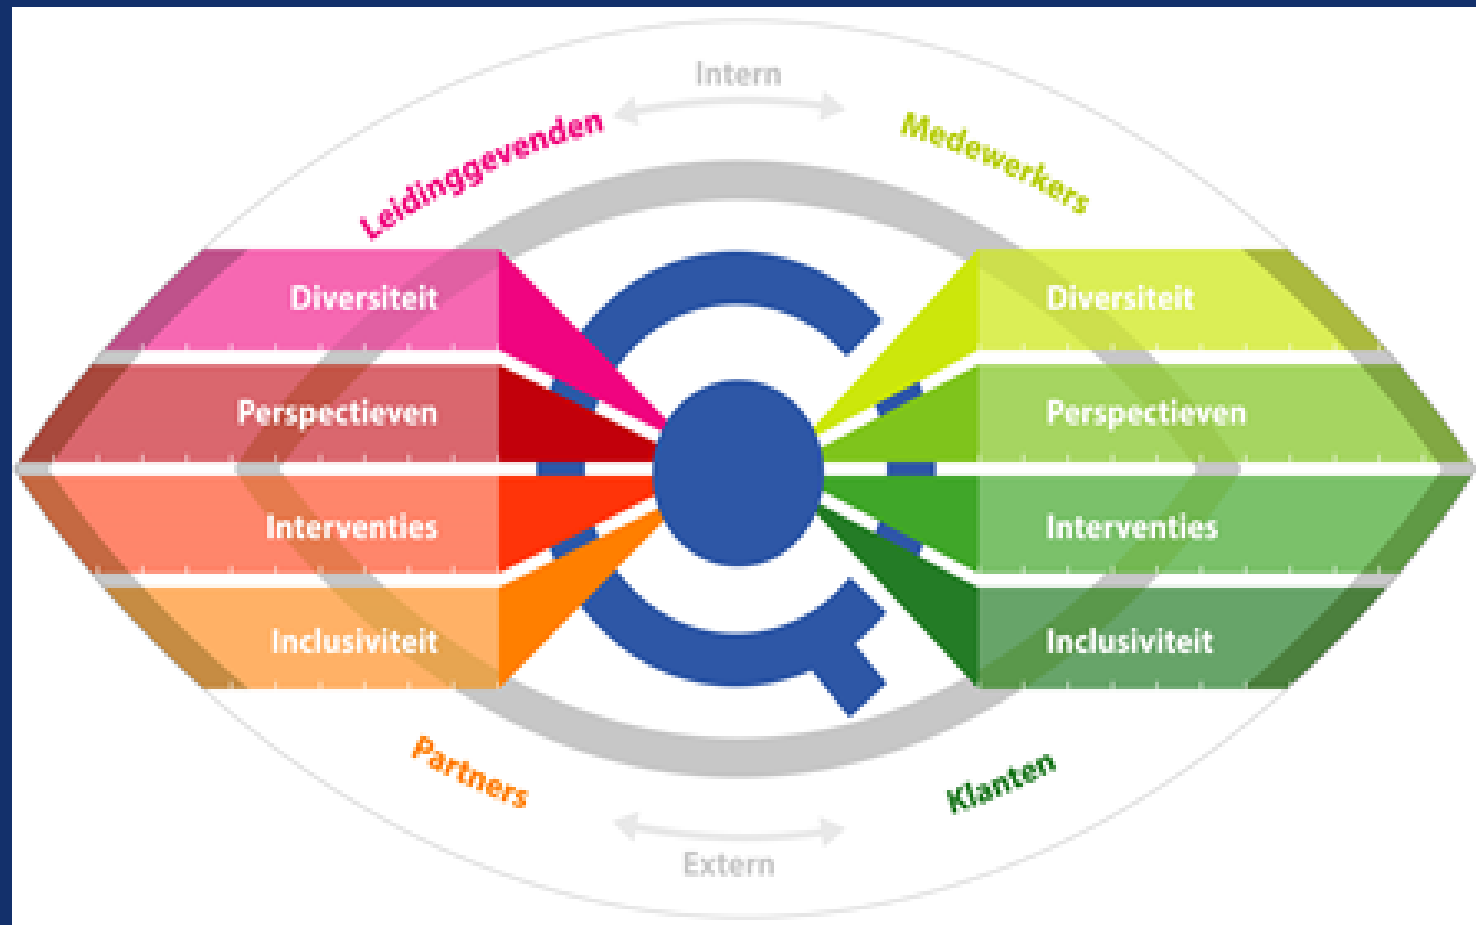 Intern
Leidinggevenden
Medewerkers
Diversiteit
Diversiteit
Perspectieven
Perspectieven
Interventies
Interventies
Inclusiviteit
Inclusiviteit
Partners
Klanten
Extern